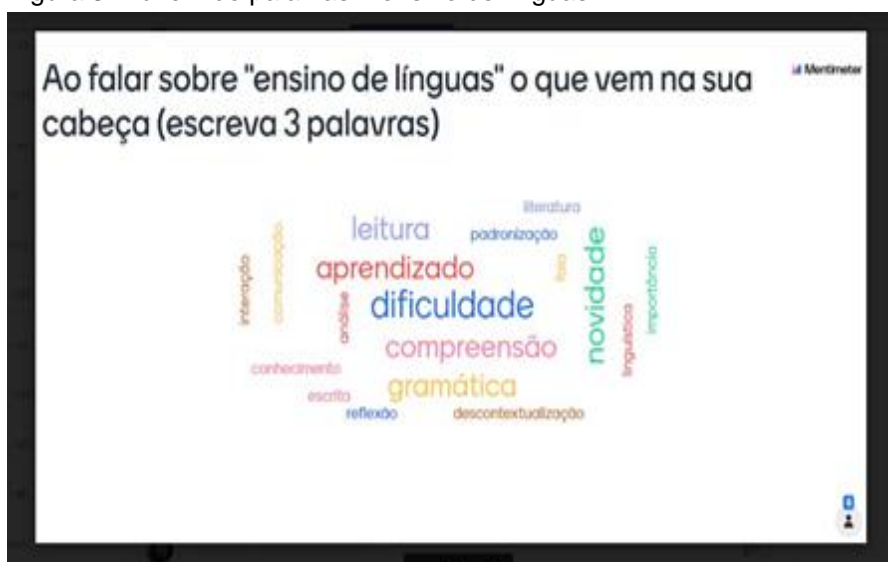 Ao falar sobre "ensino de línguas" o que vem na sua
cabeça (escreva 3 palavras)
Mentimeter
literatura
leitura
padronização
novidade
interação
comunicação
aprendizado
fala
importância
análise
dificuldade
linguística
compreensão
conhecimento
gramática
escrita
reflexão
descontextualização